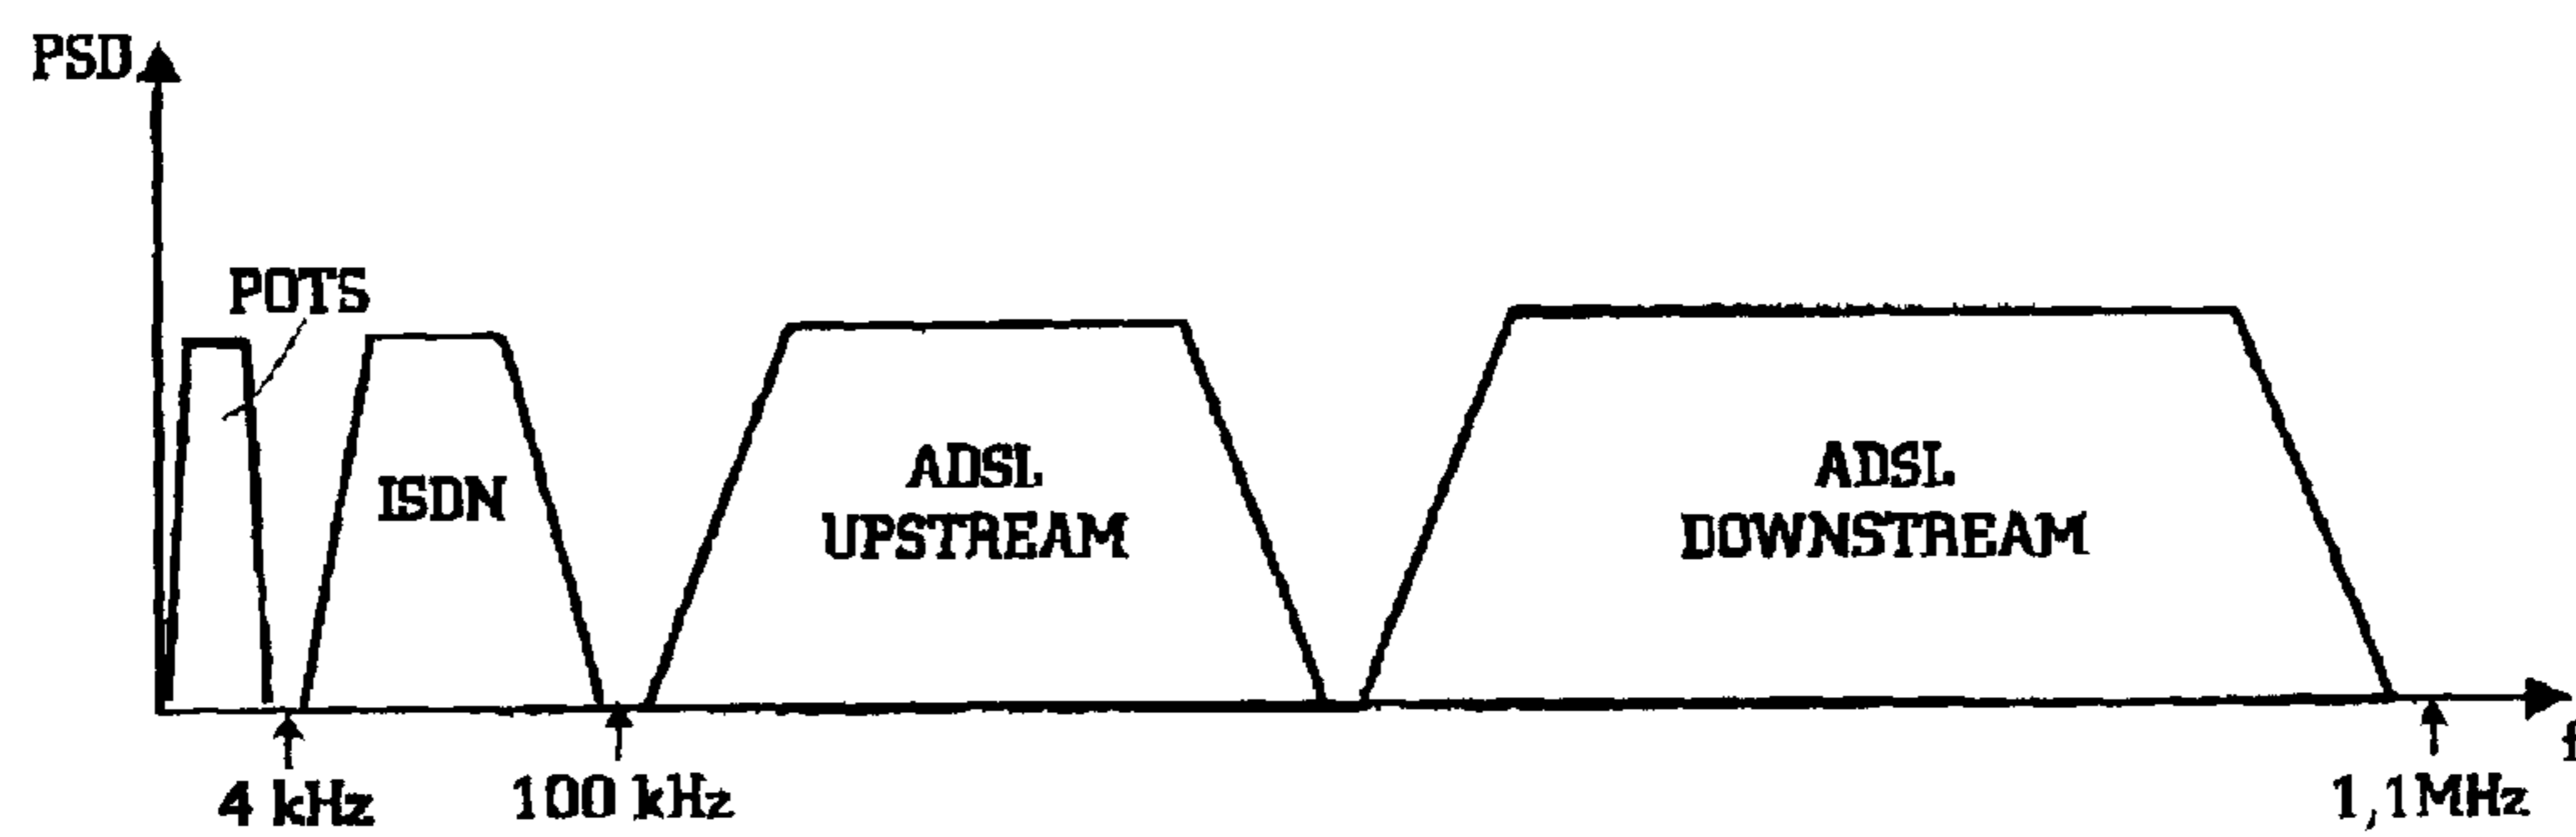 PSD
POTS
ISDN
ADSL
UPSTREAM
ADSL
DOWNSTREAM
f
4 kHz
100 kHz
1,1MHz